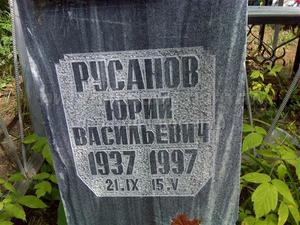 РУСАНОВ
ЮРИЙ
ВАСИЛЬЕВИЧ
1937 1997
21.IX 15.V